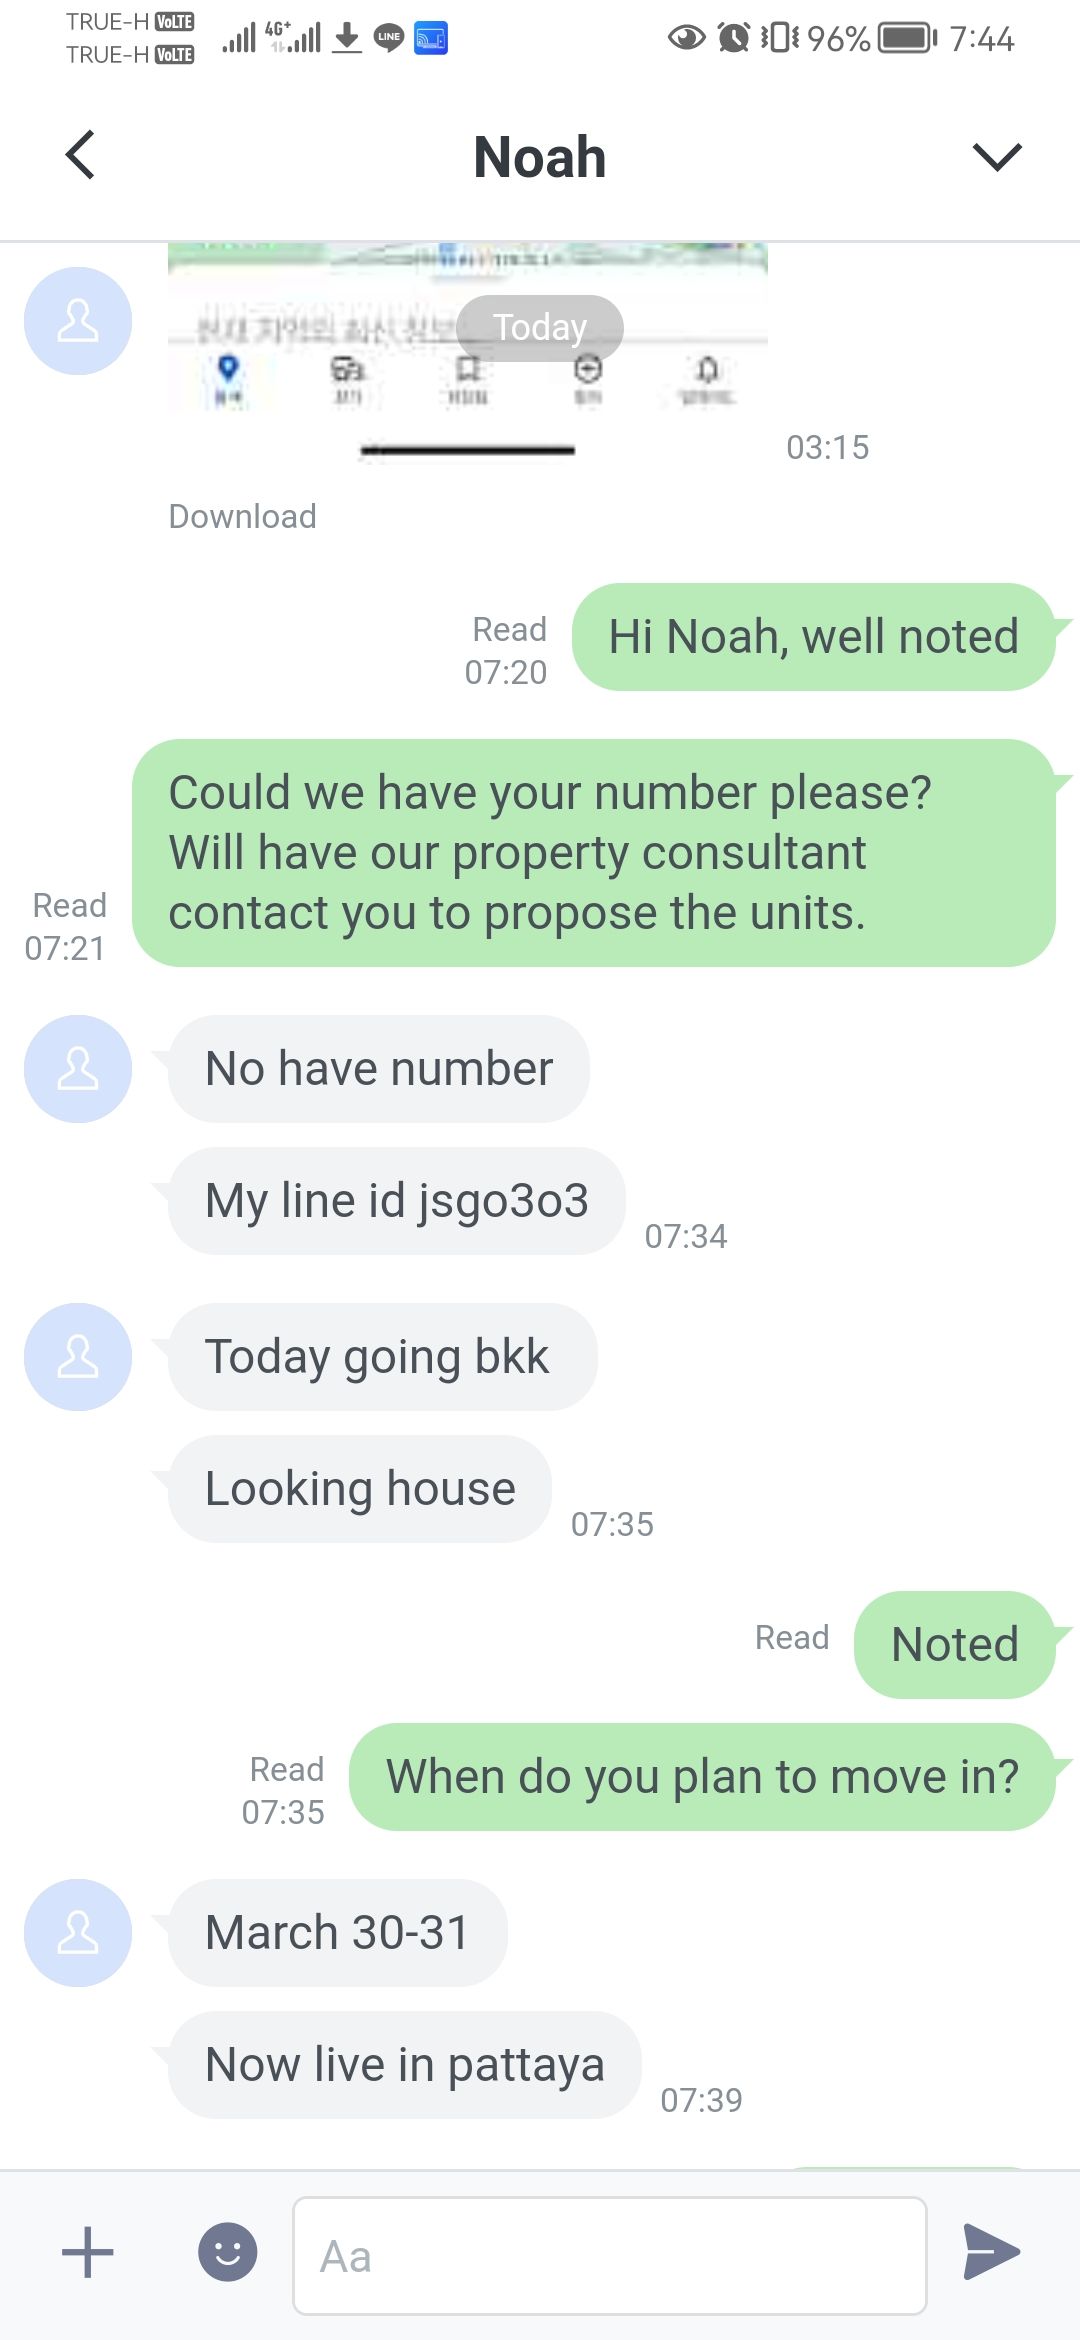 TRUE-H VoLTE
TRUE-H VoLTE
4G+
LINE
96%
7:44
Noah
Today
03:15
Download
Hi Noah, well noted
Read
07:20
Could we have your number please?
Will have our property consultant
contact you to propose the units.
Read
07:21
No have number
My line id jsgo3o3
07:34
Today going bkk
Looking house
07:35
Read
Noted
When do you plan to move in?
Read
07:35
March 30-31
Now live in pattaya
07:39
Aa